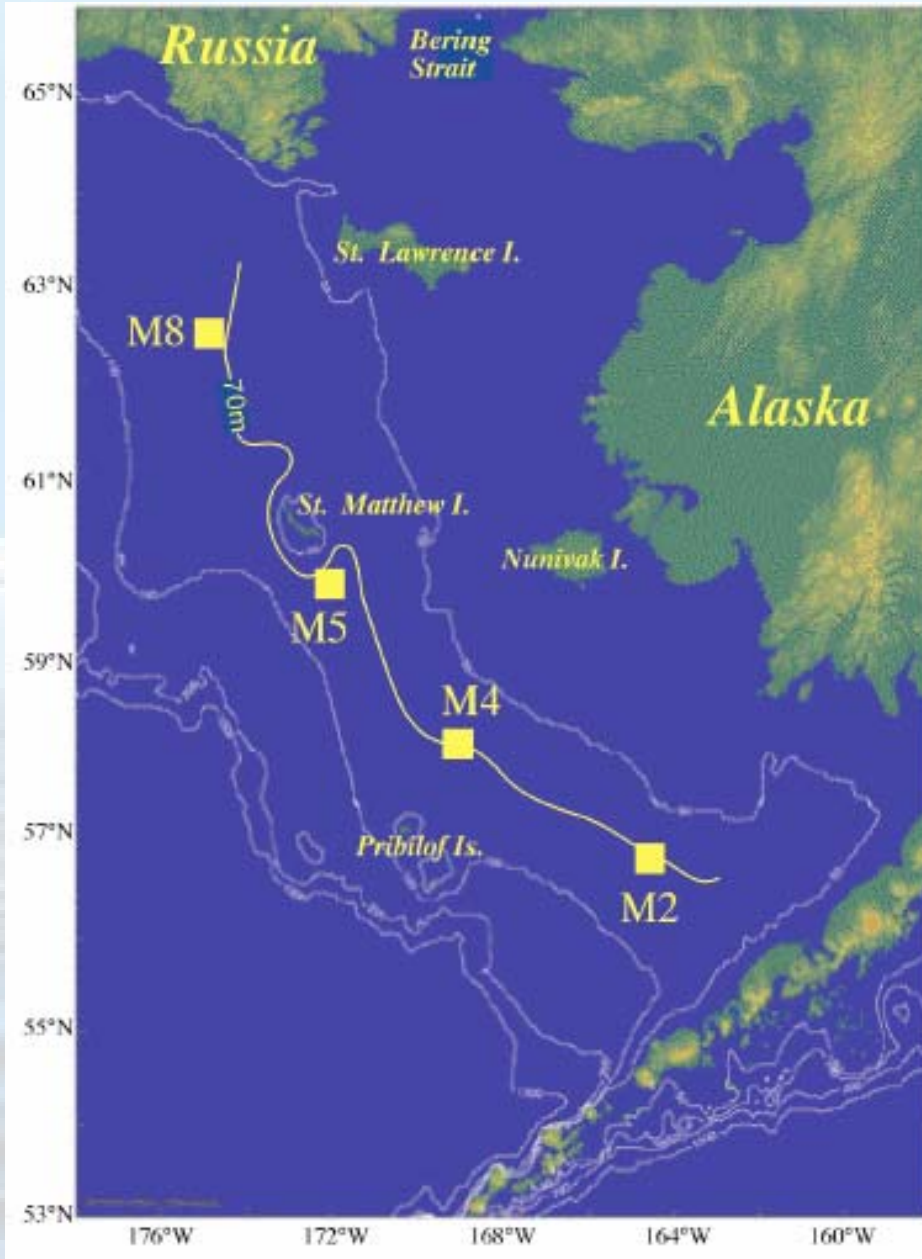 Russia
Bering
Strait
65°N
St. Lawrence I.
63°N
M8
70m
Alaska
61°N
St. Matthew I.
Nunivak I.
M5
59°N
M4
57°N
Pribilof Is.
M2
55°N
53°N
176°W
172°W
168°W
164°W
160°W